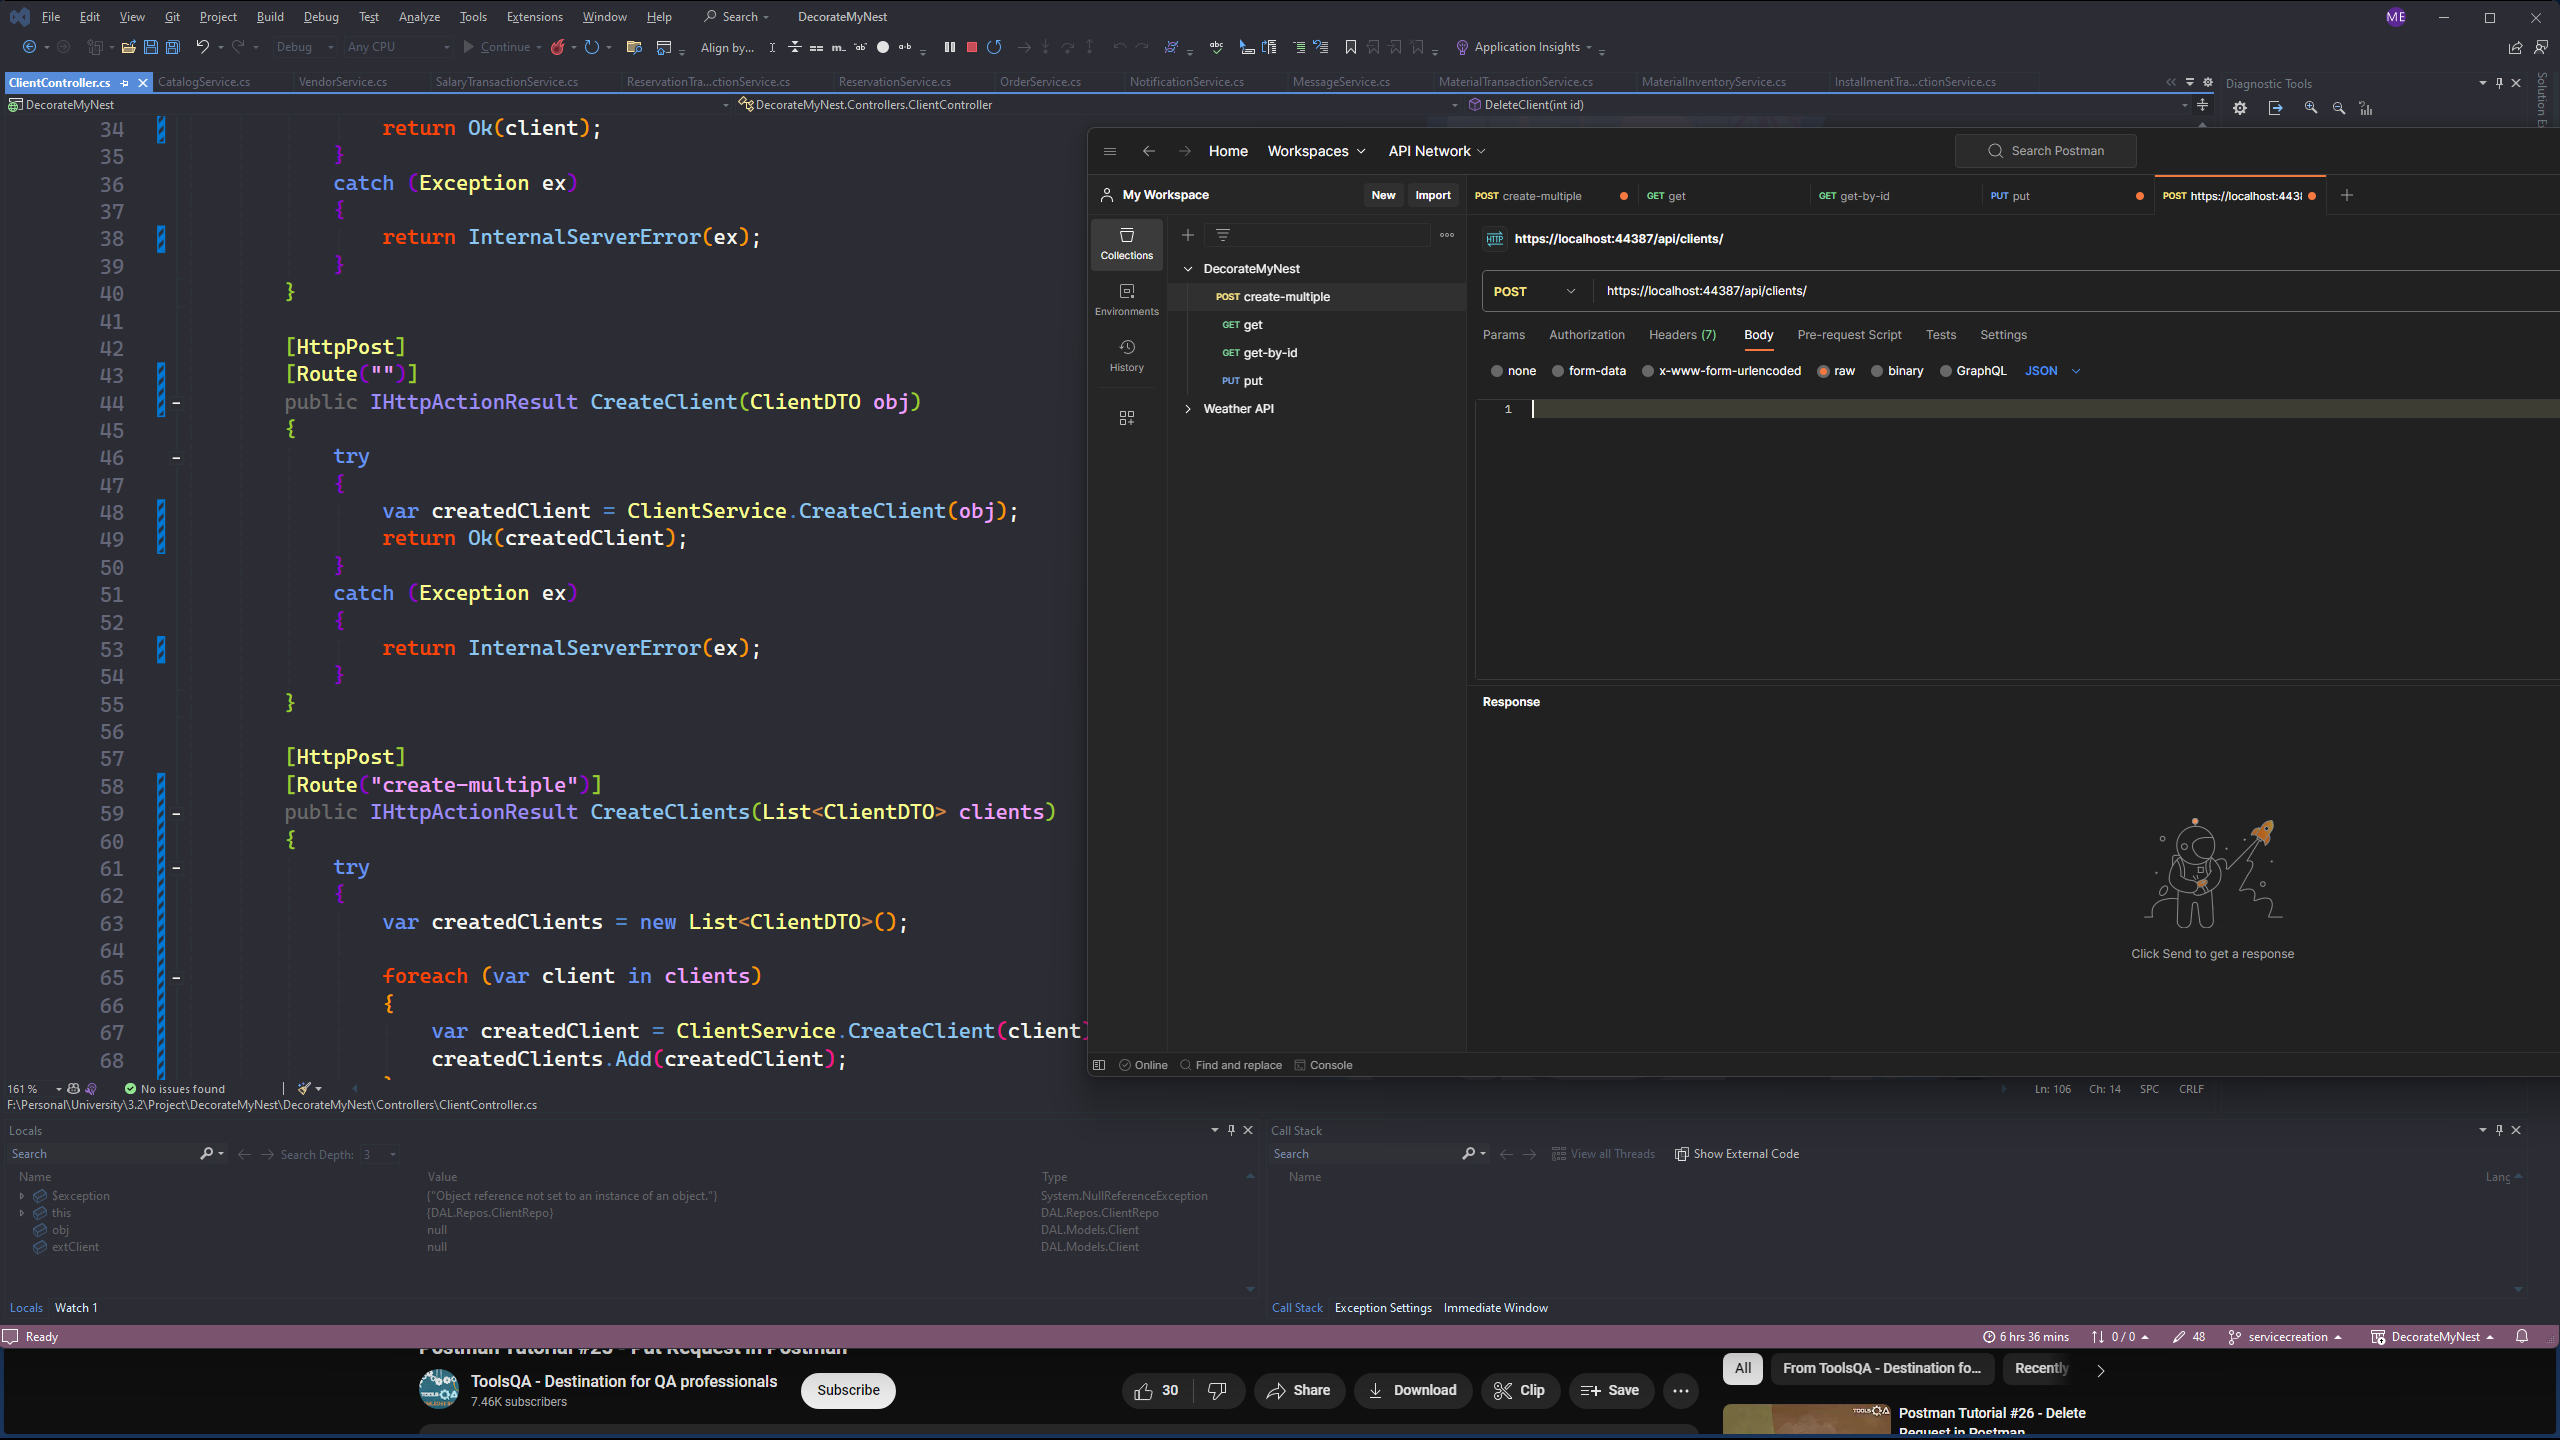 File Edit View Git Project Build Debug Test Analyze Tools Extensions Window Help Search DecorateMyNest ME
Debug Any CPU Continue Align by... Application Insights
ClientController.cs CatalogService.cs VendorService.cs SalaryTransactionService.cs ReservationTra...ctionService.cs ReservationService.cs OrderService.cs NotificationService.cs MessageService.cs MaterialTransactionService.cs MaterialInventoryService.cs InstallmentTra...ctionService.cs Diagnostic Tools
DecorateMyNest DecorateMyNest.Controllers.ClientController DeleteClient(int id)
34 return Ok(client);
35 }
36 catch (Exception ex)
37 {
38 return InternalServerError(ex);
39 }
40 }
41
42 [HttpPost]
43 [Route("")]
44 public IHttpActionResult CreateClient(ClientDTO obj)
45 {
46 try
47 {
48 var createdClient = ClientService.CreateClient(obj);
49 return Ok(createdClient);
50 }
51 catch (Exception ex)
52 {
53 return InternalServerError(ex);
54 }
55 }
56
57 [HttpPost]
58 [Route("create-multiple")]
59 public IHttpActionResult CreateClients(List<ClientDTO> clients)
60 {
61 try
62 {
63 var createdClients = new List<ClientDTO>();
64
65 foreach (var client in clients)
66 {
67 var createdClient = ClientService.CreateClient(client)
68 createdClients.Add(createdClient);
Home Workspaces API Network Search Postman
My Workspace New Import POST create-multiple GET get GET get-by-id PUT put POST https://localhost:443
Collections
Environments
History
DecorateMyNest
POST create-multiple
GET get
GET get-by-id
PUT put
Weather API
HTTP https://localhost:44387/api/clients/
POST https://localhost:44387/api/clients/
Params Authorization Headers (7) Body Pre-request Script Tests Settings
none form-data x-www-form-urlencoded raw binary GraphQL JSON
1
Response
Click Send to get a response
Online Find and replace Console
161 % No issues found Ln: 106 Ch: 14 SPC CRLF
F:\Personal\University\3.2\Project\DecorateMyNest\DecorateMyNest\Controllers\ClientController.cs
Locals
Search Search Depth: 3
Name Value Type
$exception {"Object reference not set to an instance of an object."} System.NullReferenceException
this {DAL.Repos.ClientRepo} DAL.Repos.ClientRepo
obj null DAL.Models.Client
extClient null DAL.Models.Client
Locals Watch 1
Call Stack
Search View all Threads Show External Code
Name Lang
Call Stack Exception Settings Immediate Window
Ready 6 hrs 36 mins 0 / 0 48 servicecreation DecorateMyNest
Postman Tutorial #25 - Put Request in Postman
ToolsQA - Destination for QA professionals
7.46K subscribers
Subscribe
30 Share Download Clip Save
All From ToolsQA - Destination fo... Recently
TOOLSQA
Postman Tutorial #26 - Delete
Request in Postman